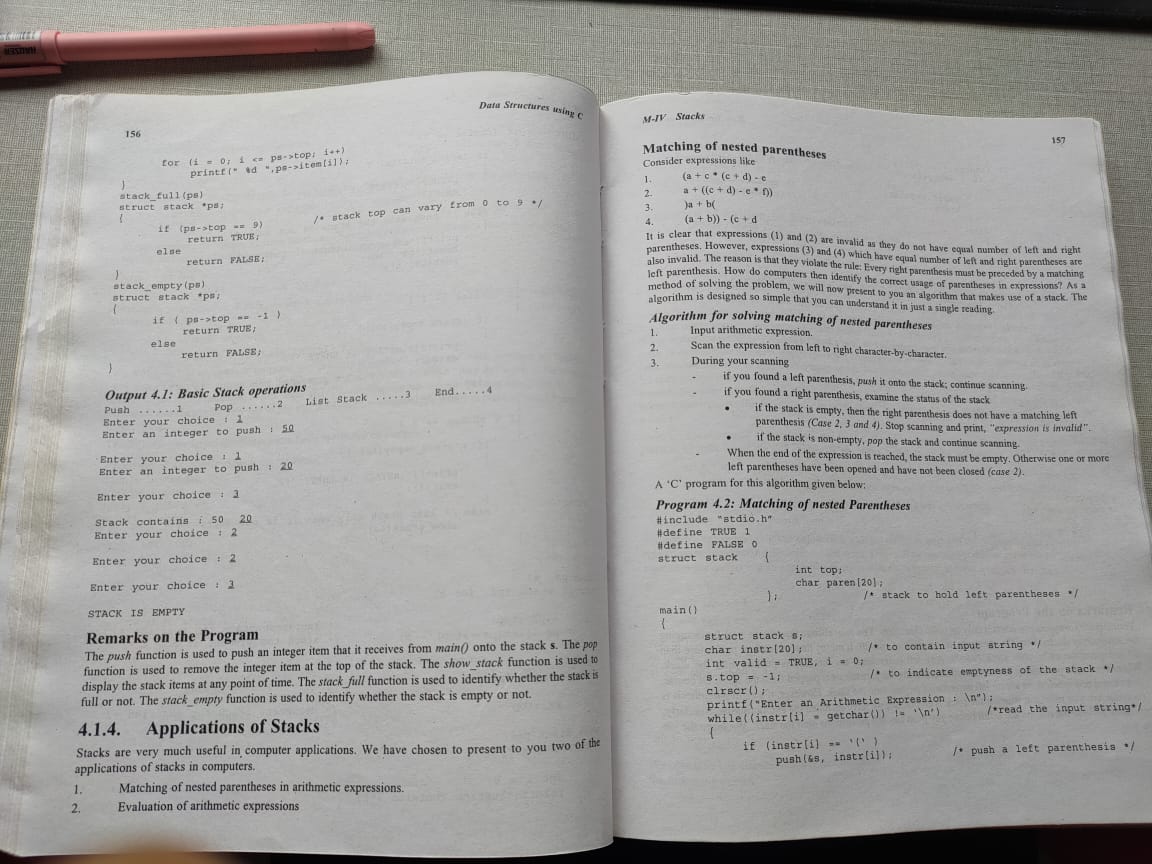 HAUSER
156
Data Structures using C
for (i = 0; i <= ps->top; i++)
printf(" %d ",ps->item[i]);
}
stack_full(ps)
struct stack *ps;
{
if (ps->top == 9) /* stack top can vary from 0 to 9 */
return TRUE;
else
return FALSE;
}
stack_empty(ps)
struct stack *ps;
{
if ( ps->top == -1 )
return TRUE;
else
return FALSE;
}
Output 4.1: Basic Stack operations
Push ......1 Pop ......2 List Stack .....3 End.....4
Enter your choice : 1
Enter an integer to push : 50
Enter your choice : 1
Enter an integer to push : 20
Enter your choice : 3
Stack contains : 50 20
Enter your choice : 2
Enter your choice : 2
Enter your choice : 3
STACK IS EMPTY
Remarks on the Program
The push function is used to push an integer item that it receives from main() onto the stack s. The pop
function is used to remove the integer item at the top of the stack. The show_stack function is used to
display the stack items at any point of time. The stack_full function is used to identify whether the stack is
full or not. The stack_empty function is used to identify whether the stack is empty or not.
4.1.4. Applications of Stacks
Stacks are very much useful in computer applications. We have chosen to present to you two of the
applications of stacks in computers.
1. Matching of nested parentheses in arithmetic expressions.
2. Evaluation of arithmetic expressions
M-IV Stacks
157
Matching of nested parentheses
Consider expressions like
1. (a + c * (c + d) - e
2. a + ((c + d) - e * f))
3. )a + b(
4. (a + b)) - (c + d
It is clear that expressions (1) and (2) are invalid as they do not have equal number of left and right
parentheses. However, expressions (3) and (4) which have equal number of left and right parentheses are
also invalid. The reason is that they violate the rule: Every right parenthesis must be preceded by a matching
left parenthesis. How do computers then identify the correct usage of parentheses in expressions? As a
method of solving the problem, we will now present to you an algorithm that makes use of a stack. The
algorithm is designed so simple that you can understand it in just a single reading.
Algorithm for solving matching of nested parentheses
1. Input arithmetic expression.
2. Scan the expression from left to right character-by-character.
3. During your scanning
- if you found a left parenthesis, push it onto the stack; continue scanning.
- if you found a right parenthesis, examine the status of the stack
• if the stack is empty, then the right parenthesis does not have a matching left
parenthesis (Case 2, 3 and 4). Stop scanning and print, "expression is invalid".
• if the stack is non-empty, pop the stack and continue scanning.
- When the end of the expression is reached, the stack must be empty. Otherwise one or more
left parentheses have been opened and have not been closed (case 2).
A 'C' program for this algorithm given below:
Program 4.2: Matching of nested Parentheses
#include "stdio.h"
#define TRUE 1
#define FALSE 0
struct stack {
int top;
char paren[20];
}; /* stack to hold left parentheses */
main()
{
struct stack s;
char instr[20]; /* to contain input string */
int valid = TRUE, i = 0;
s.top = -1; /* to indicate emptyness of the stack */
clrscr();
printf("Enter an Arithmetic Expression : \n");
while((instr[i] = getchar()) != '\n') /*read the input string*/
{
if (instr[i] == '(' )
push(&s, instr[i]); /* push a left parenthesis */